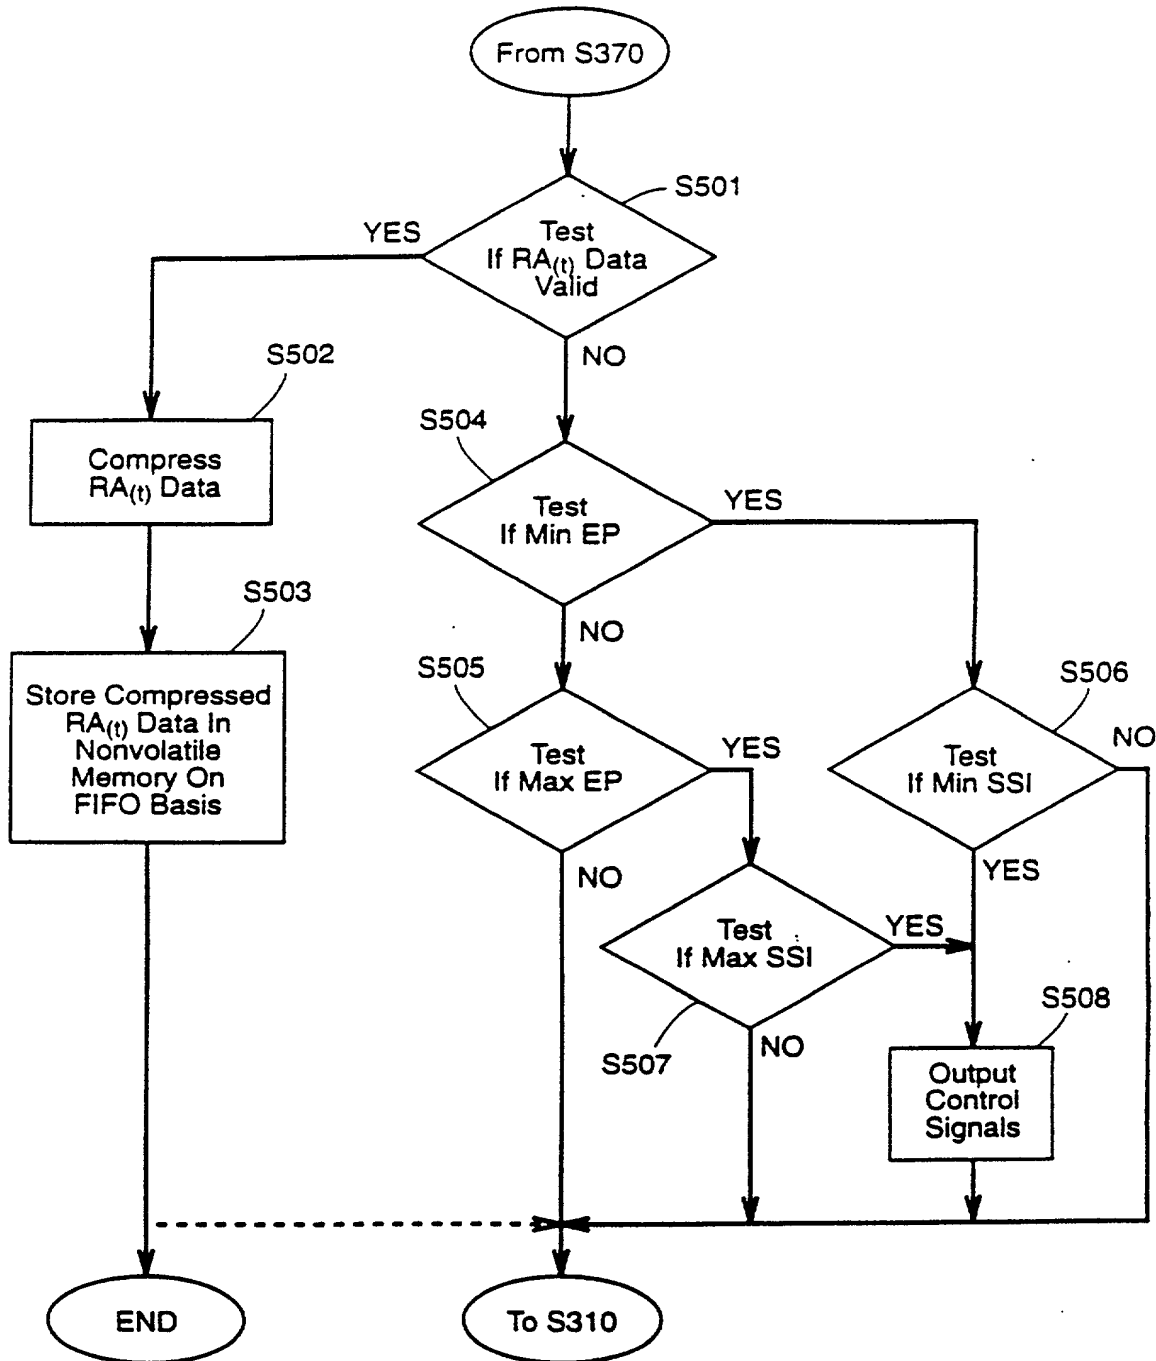 From S370
S501
Test
If RA(t) Data
Valid
YES
NO
S502
Compress
RA(t) Data
S504
Test
If Min EP
YES
NO
S503
Store Compressed
RA(t) Data In
Nonvolatile
Memory On
FIFO Basis
S505
Test
If Max EP
YES
NO
S506
Test
If Min SSI
NO
YES
Test
If Max SSI
YES
S507
NO
S508
Output
Control
Signals
END
To S310